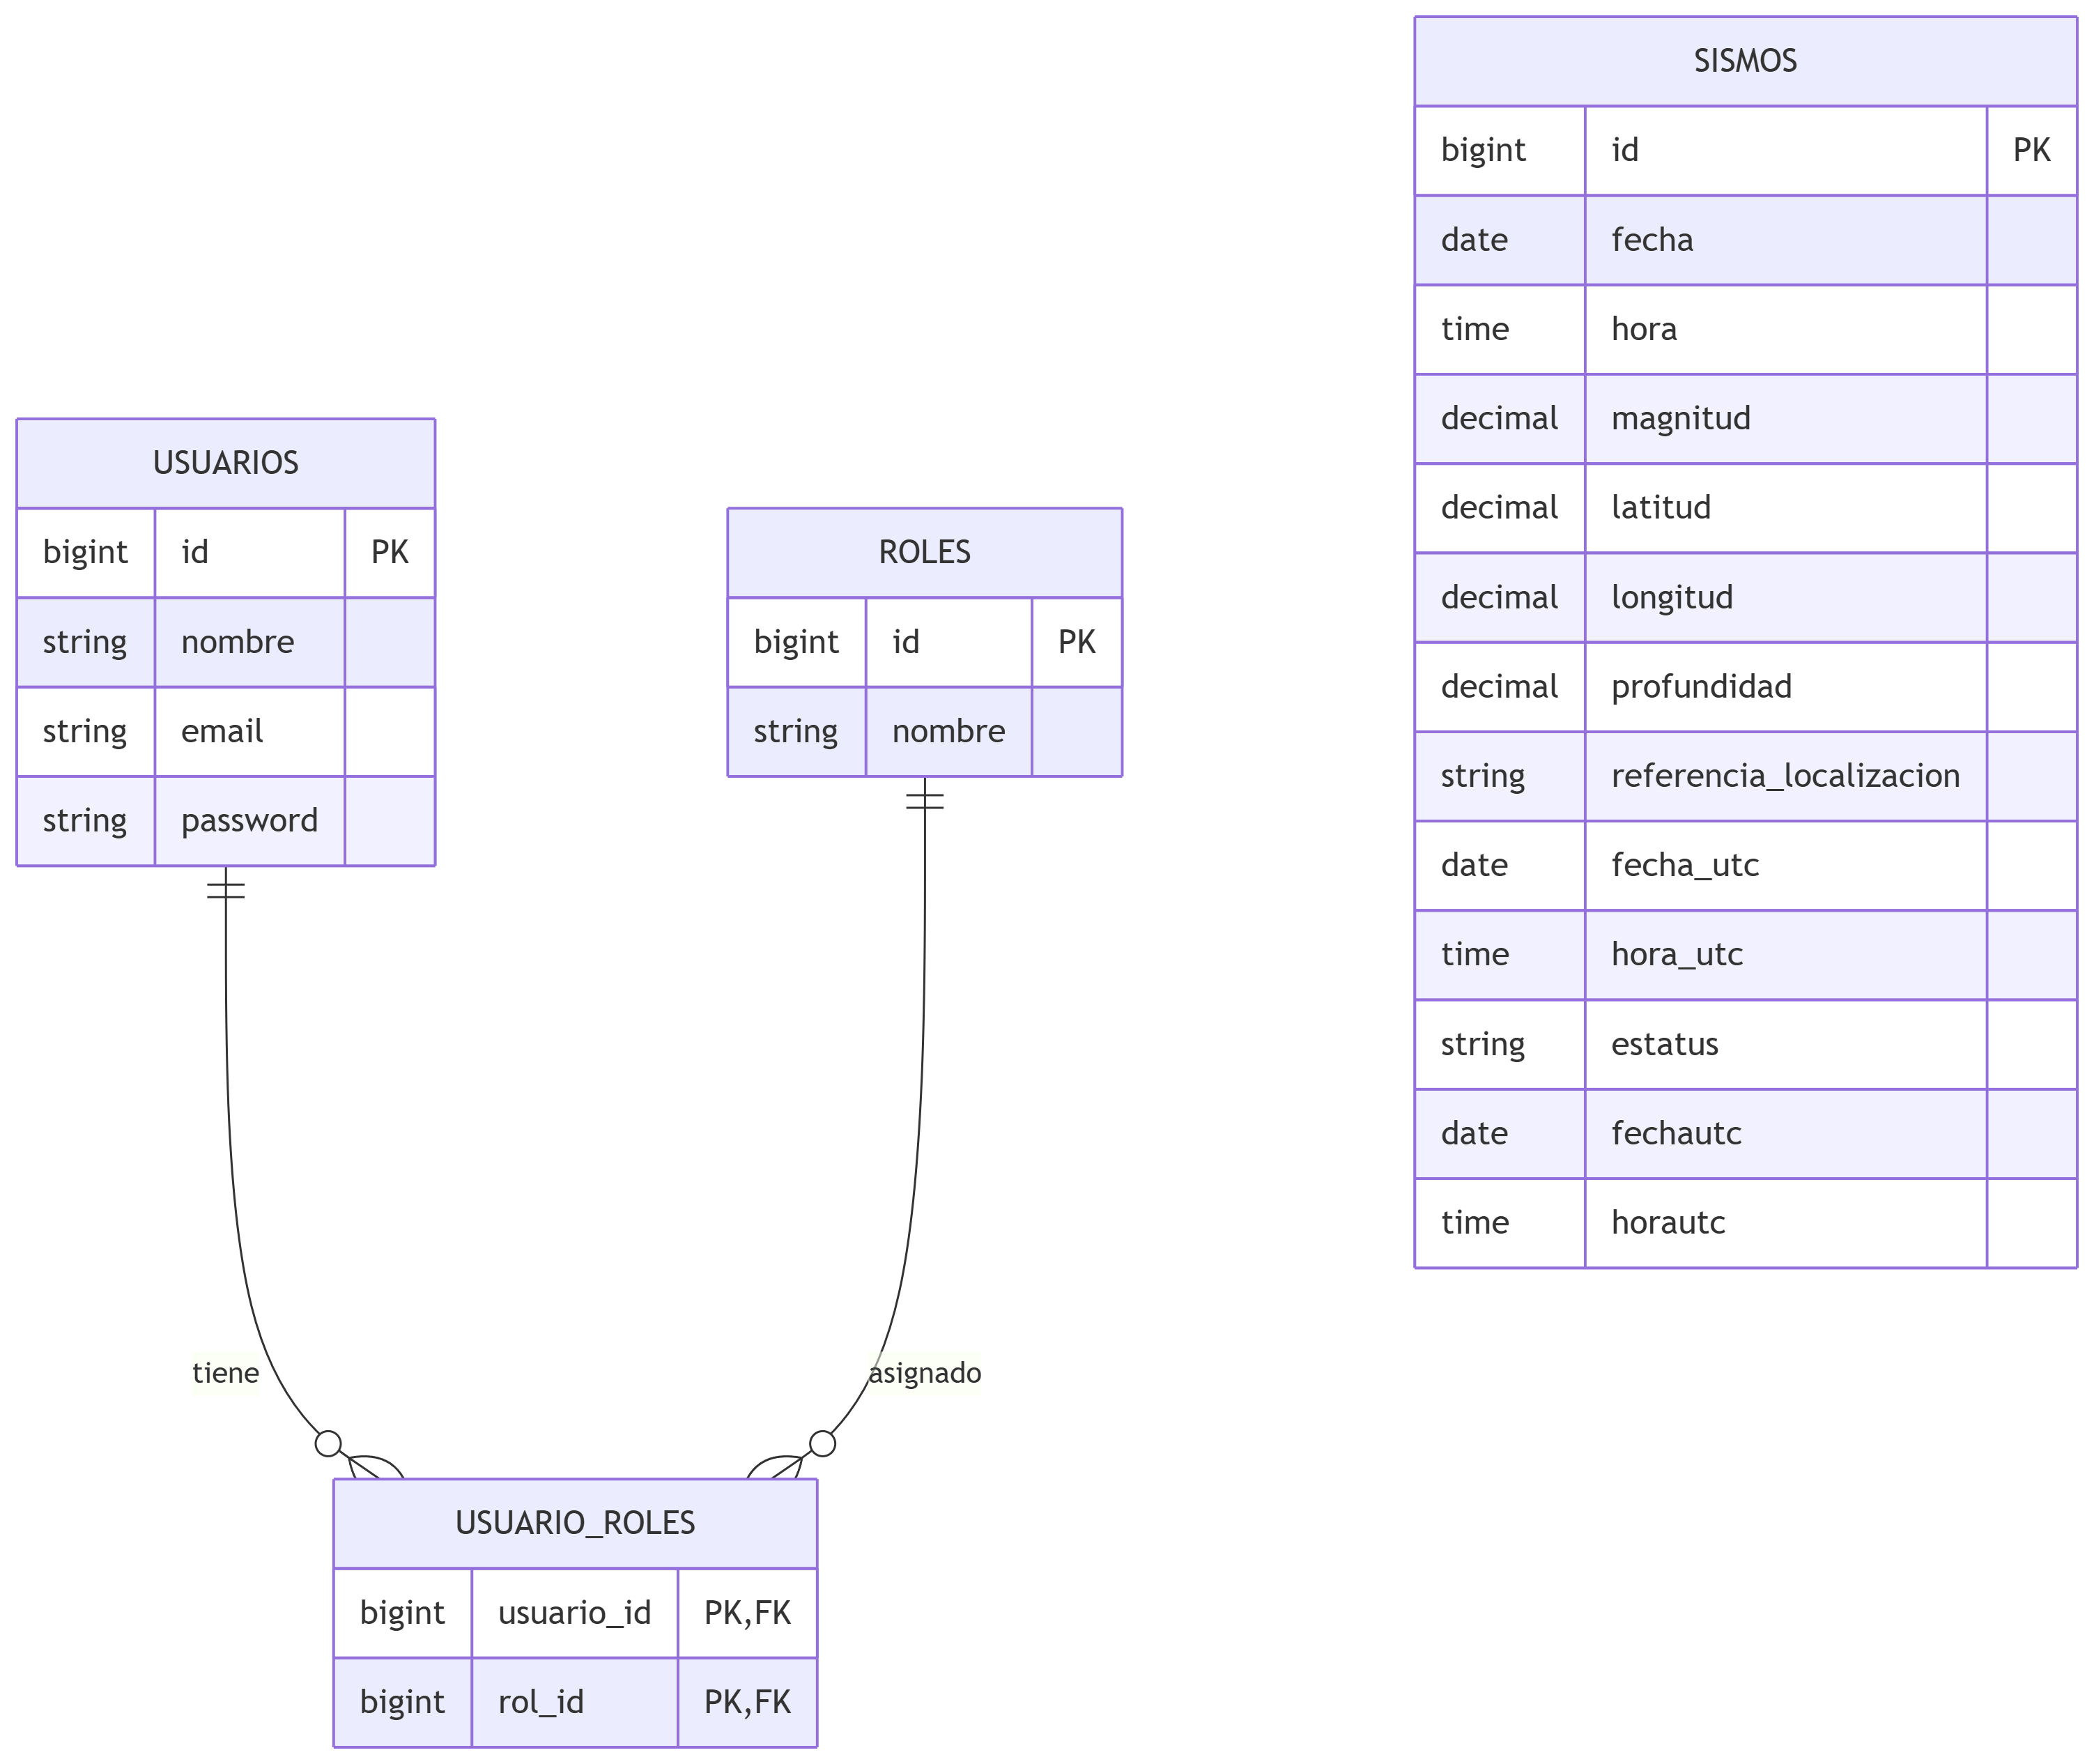 USUARIOS
bigint id PK
string nombre
string email
string password
ROLES
bigint id PK
string nombre
SISMOS
bigint id PK
date fecha
time hora
decimal magnitud
decimal latitud
decimal longitud
decimal profundidad
string referencia_localizacion
date fecha_utc
time hora_utc
string estatus
date fechautc
time horautc
tiene
asignado
USUARIO_ROLES
bigint usuario_id PK,FK
bigint rol_id PK,FK